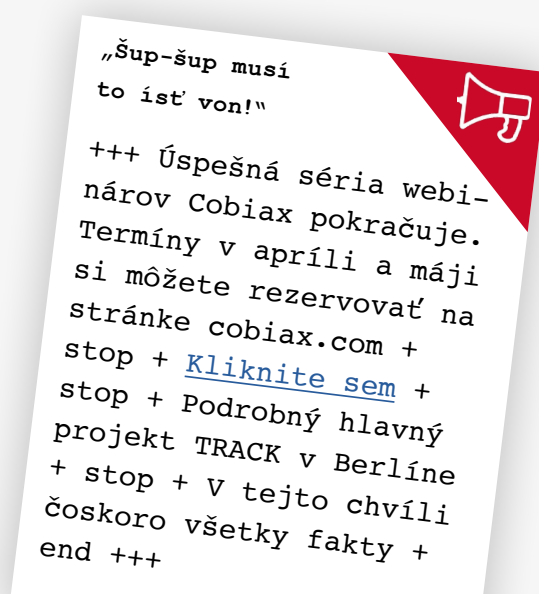 „Šup-šup musí
to ísť von!“
+++ Úspešná séria webi-
nárov Cobiax pokračuje.
Termíny v apríli a máji
si môžete rezervovať na
stránke cobiax.com +
stop + Kliknite sem +
stop + Podrobný hlavný
projekt TRACK v Berlíne
+ stop + V tejto chvíli
čoskoro všetky fakty +
end +++